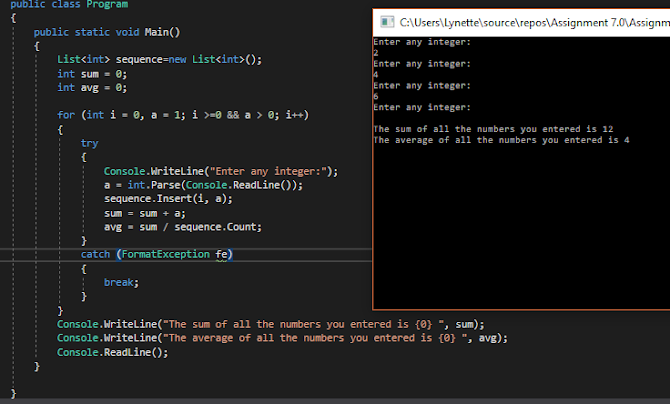 public class Program
{
public static void Main()
{
List<int> sequence=new List<int>();
int sum = 0;
int avg = 0;
for (int i = 0, a = 1; i >=0 && a > 0; i++)
{
try
{
Console.WriteLine("Enter any integer:");
a = int.Parse(Console.ReadLine());
sequence.Insert(i, a);
sum = sum + a;
avg = sum / sequence.Count;
}
catch (FormatException fe)
{
break;
}
}
Console.WriteLine("The sum of all the numbers you entered is {0} ", sum);
Console.WriteLine("The average of all the numbers you entered is {0} ", avg);
Console.ReadLine();
}
}
C:\Users\Lynette\source\repos\Assignment 7.0\Assignm
Enter any integer:
2
Enter any integer:
4
Enter any integer:
6
Enter any integer:
The sum of all the numbers you entered is 12
The average of all the numbers you entered is 4